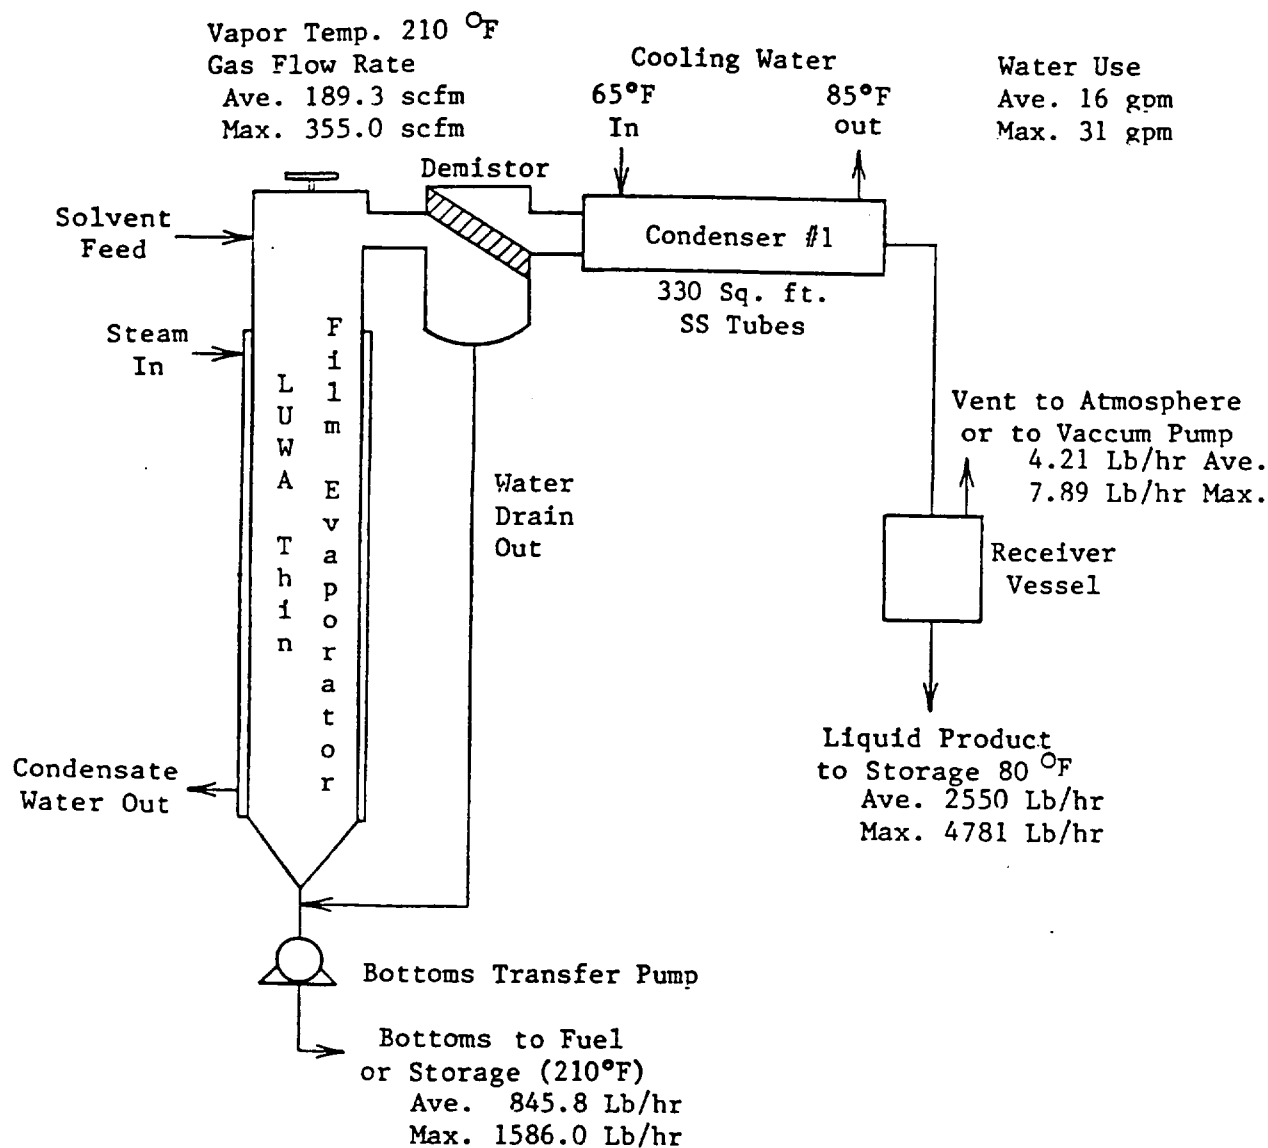 Vapor Temp. 210 °F
Gas Flow Rate
Ave. 189.3 scfm
Max. 355.0 scfm
Cooling Water
65°F
In
85°F
out
Water Use
Ave. 16 gpm
Max. 31 gpm
Demistor
Solvent
Feed
Condenser #1
330 Sq. ft.
SS Tubes
Steam
In
LUWA Thin
Film Evaporator
Water
Drain
Out
Vent to Atmosphere
or to Vaccum Pump
4.21 Lb/hr Ave.
7.89 Lb/hr Max.
Receiver
Vessel
Liquid Product
to Storage 80 °F
Ave. 2550 Lb/hr
Max. 4781 Lb/hr
Condensate
Water Out
Bottoms Transfer Pump
Bottoms to Fuel
or Storage (210°F)
Ave. 845.8 Lb/hr
Max. 1586.0 Lb/hr